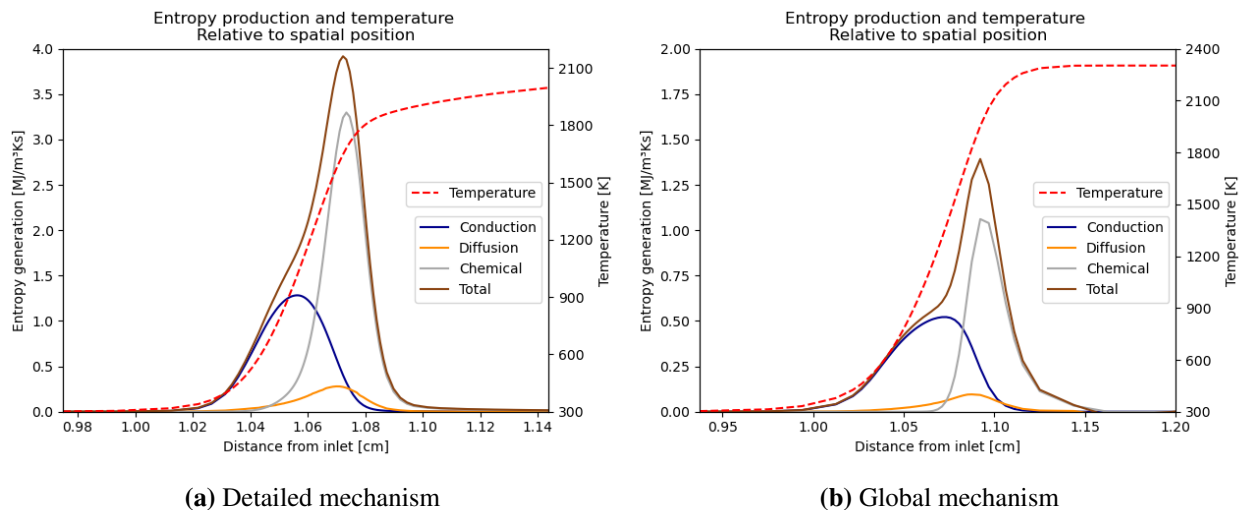 Entropy production and temperature
Relative to spatial position
4.0
3.5
3.0
2.5
2.0
1.5
1.0
0.5
0.0
Entropy generation [MJ/m³Ks]
2100
1800
1500
1200
900
600
300
Temperature [K]
Temperature
Conduction
Diffusion
Chemical
Total
0.98
1.00
1.02
1.04
1.06
1.08
1.10
1.12
1.14
Distance from inlet [cm]
(a) Detailed mechanism
Entropy production and temperature
Relative to spatial position
2.00
1.75
1.50
1.25
1.00
0.75
0.50
0.25
0.00
Entropy generation [MJ/m³Ks]
2400
2100
1800
1500
1200
900
600
300
Temperature [K]
Temperature
Conduction
Diffusion
Chemical
Total
0.95
1.00
1.05
1.10
1.15
1.20
Distance from inlet [cm]
(b) Global mechanism